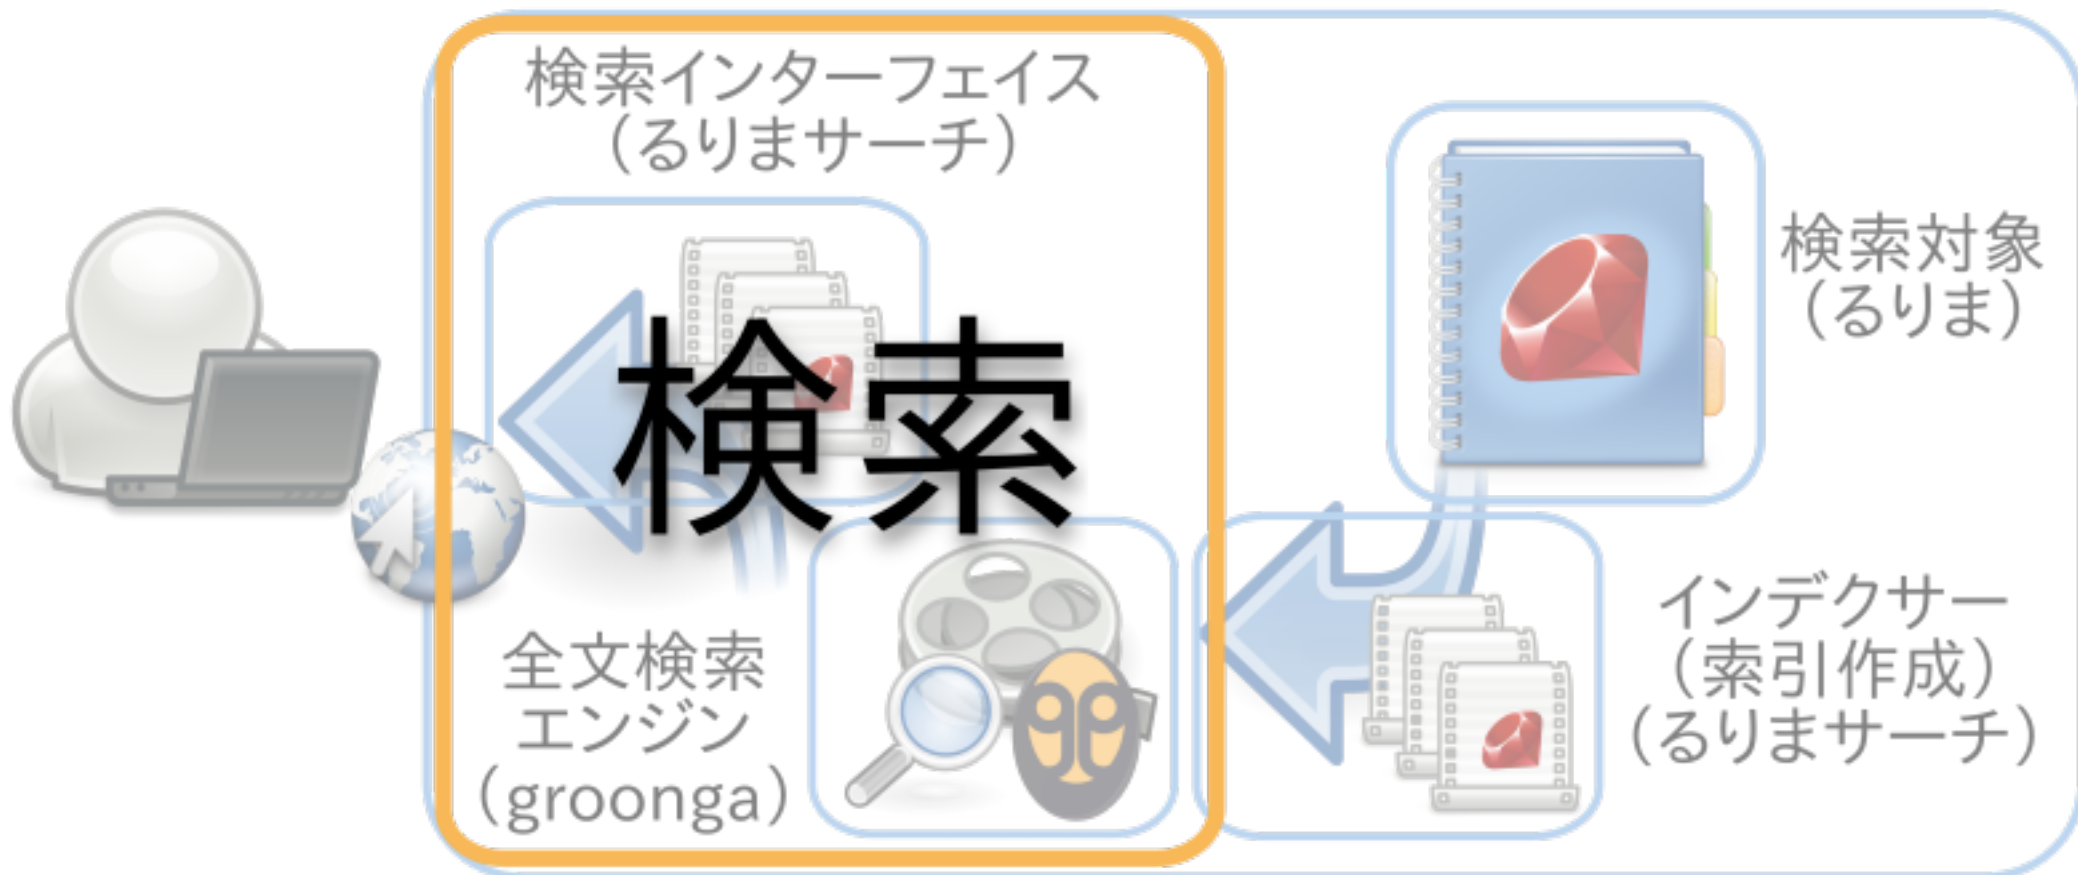 検索インターフェイス
（るりまサーチ）
検索
検索対象
（るりま）
全文検索
エンジン
（groonga）
インデクサー
（索引作成）
（るりまサーチ）